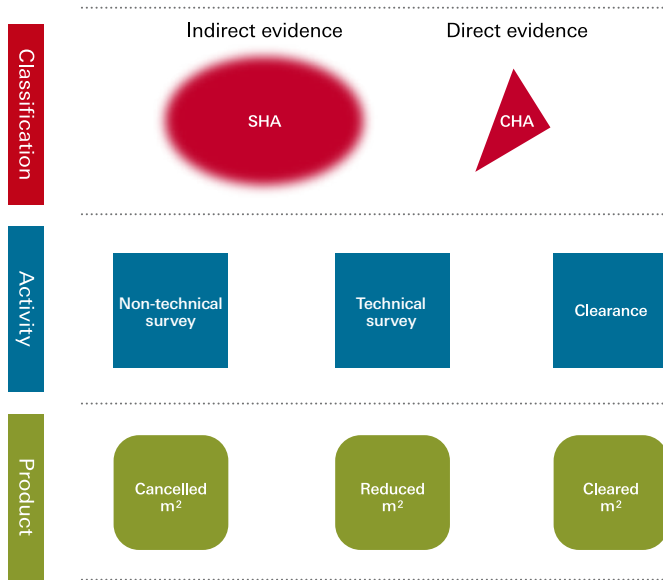 Classification
Indirect evidence
Direct evidence
SHA
CHA
Activity
Non-technical
survey
Technical
survey
Clearance
Product
Cancelled
m²
Reduced
m²
Cleared
m²